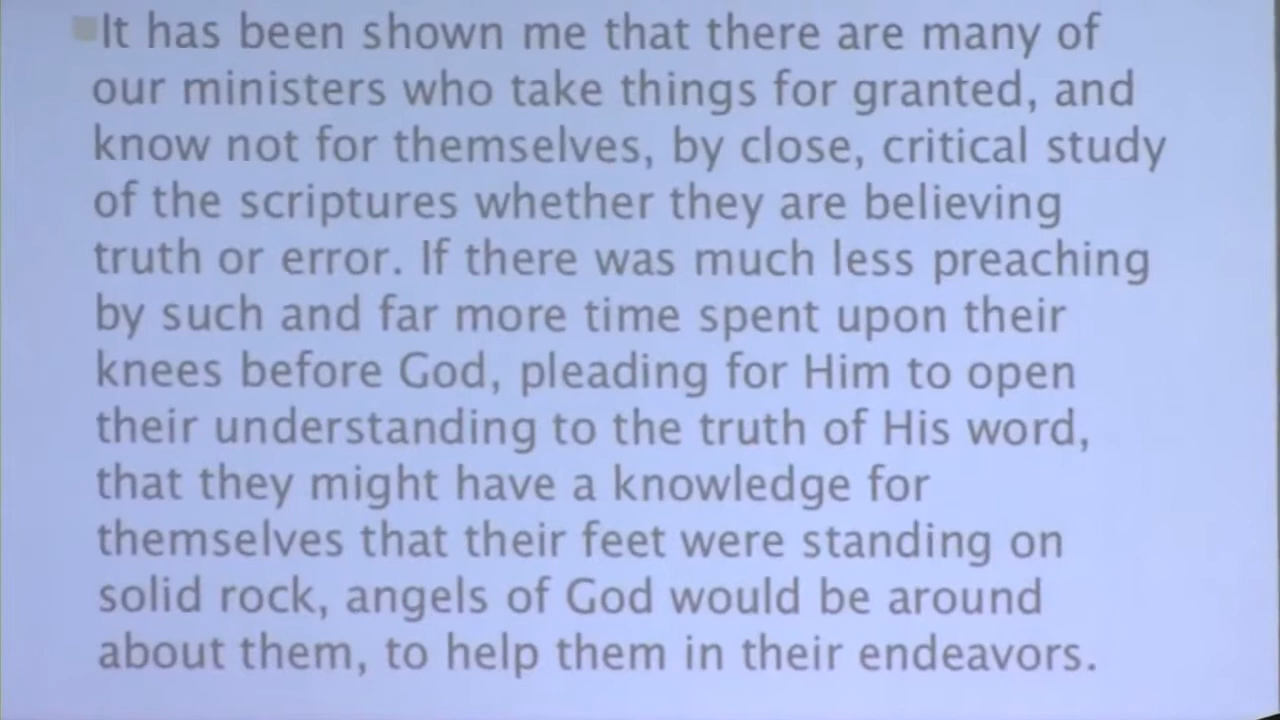 It has been shown me that there are many of
our ministers who take things for granted, and
know not for themselves, by close, critical study
of the scriptures whether they are believing
truth or error. If there was much less preaching
by such and far more time spent upon their
knees before God, pleading for Him to open
their understanding to the truth of His word,
that they might have a knowledge for
themselves that their feet were standing on
solid rock, angels of God would be around
about them, to help them in their endeavors.